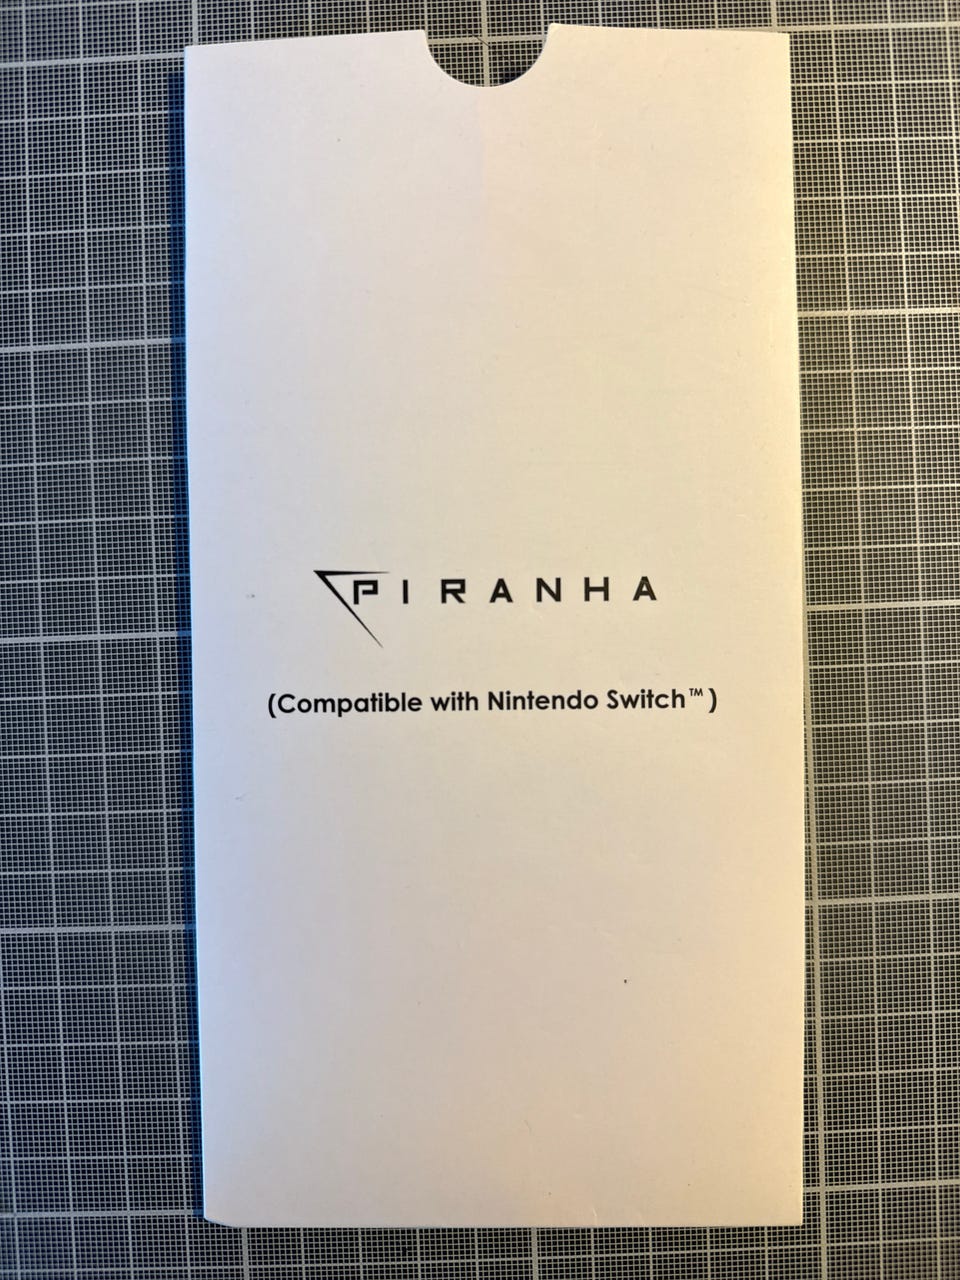 PIRANHA
(Compatible with Nintendo Switch™)